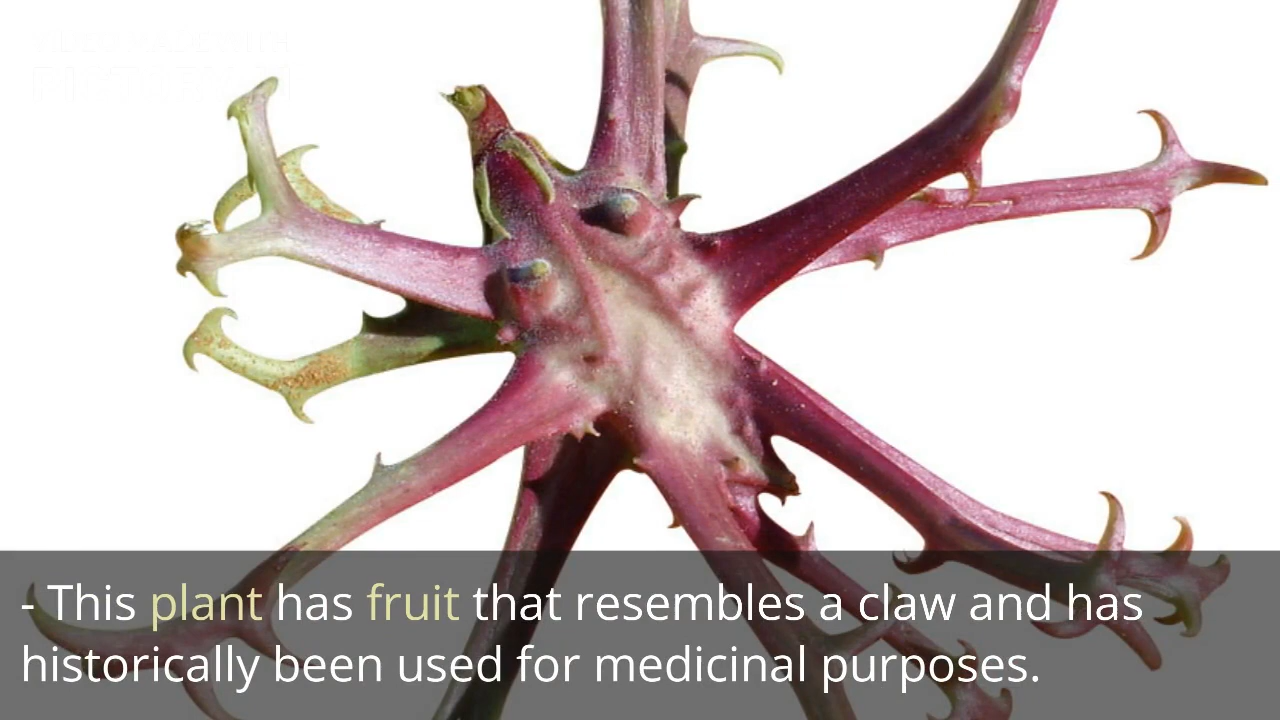 - This plant has fruit that resembles a claw and has
historically been used for medicinal purposes.